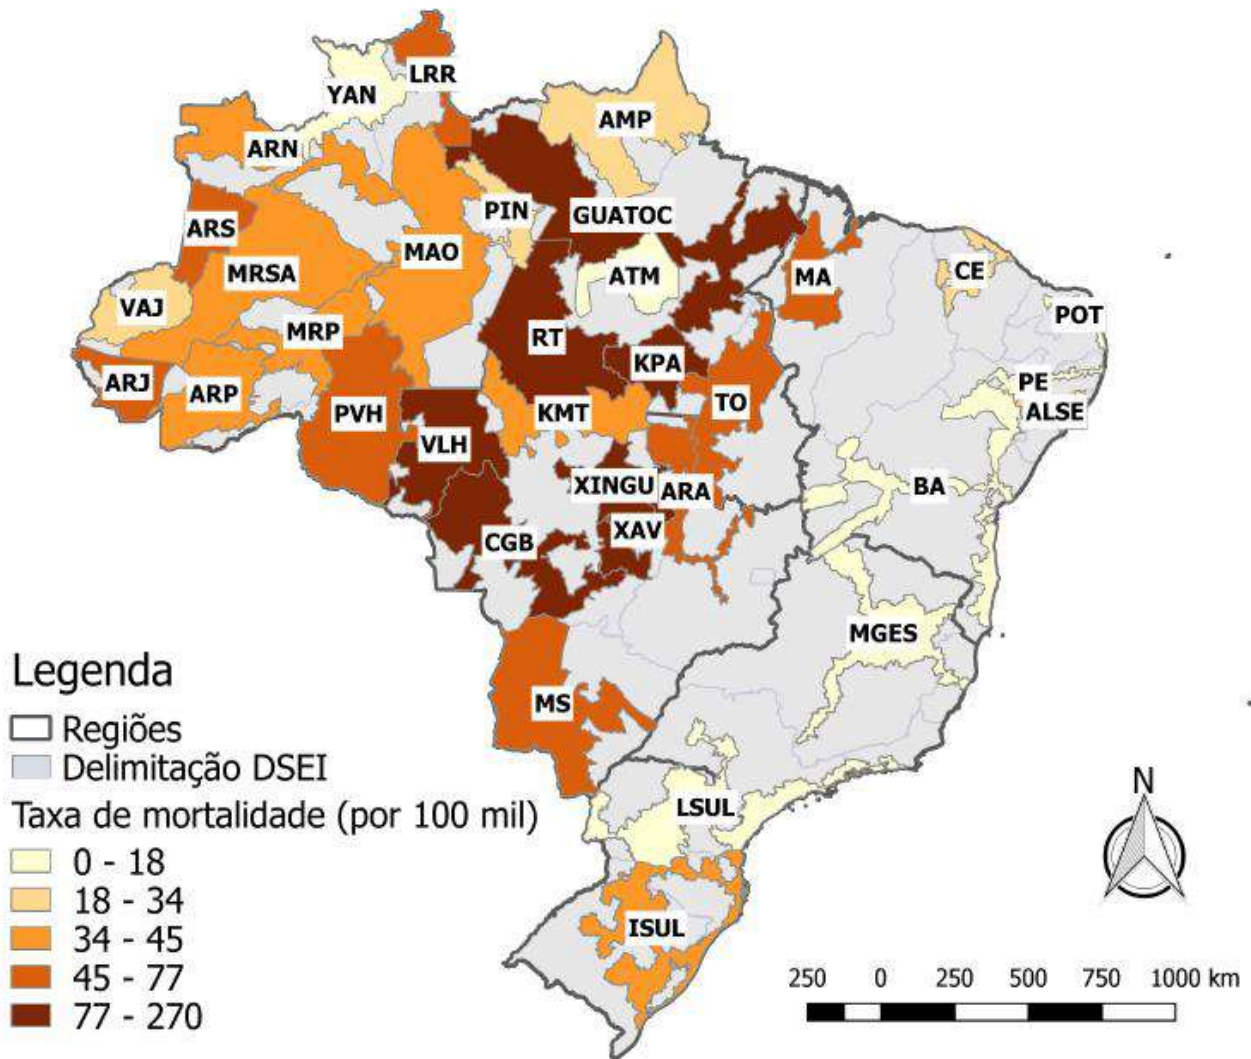 LRR
YAN
AMP
ARN
PIN
GUATOC
ARS
MAO
MRSA
ATM
MA
CE
VAJ
POT
MRP
RT
KPA
PE
ARJ
ARP
TO
ALSE
PVH
KMT
VLH
XINGU
ARA
BA
CGB
XAV
MGES
MS
LSUL
ISUL
Legenda
Regiões
Delimitação DSEI
Taxa de mortalidade (por 100 mil)
0 - 18
18 - 34
34 - 45
45 - 77
77 - 270
N
250 0 250 500 750 1000 km